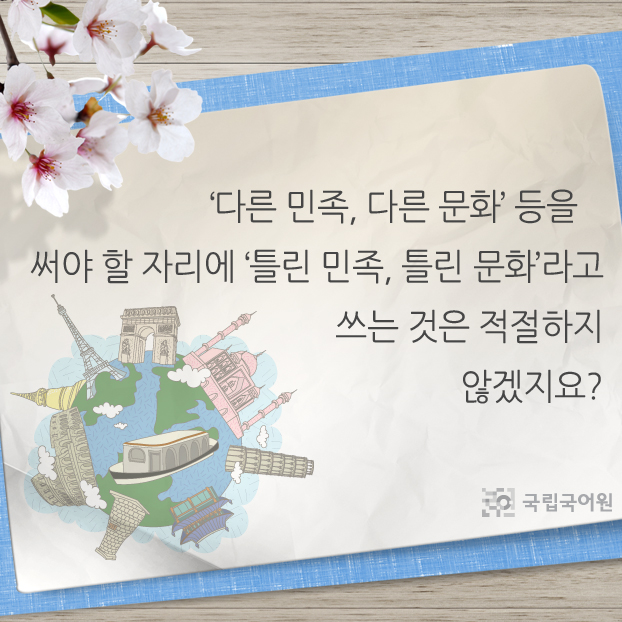 ‘다른 민족, 다른 문화’ 등을
써야 할 자리에 ‘틀린 민족, 틀린 문화’라고
쓰는 것은 적절하지
않겠지요?
국립국어원